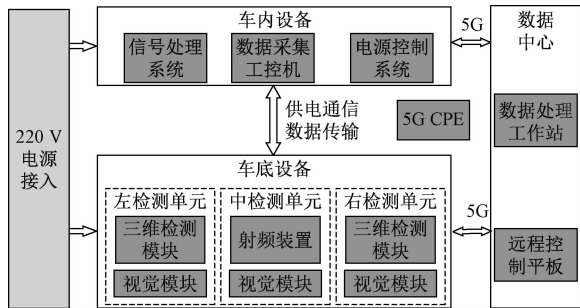 220 V
电源
接入
车内设备
信号处理
系统
数据采集
工控机
电源控制
系统
供电通信
数据传输
5G CPE
车底设备
左检测单元
三维检测
模块
视觉模块
中检测单元
射频装置
视觉模块
右检测单元
三维检测
模块
视觉模块
5G
5G
数据
中心
数据处理
工作站
远程控
制平板